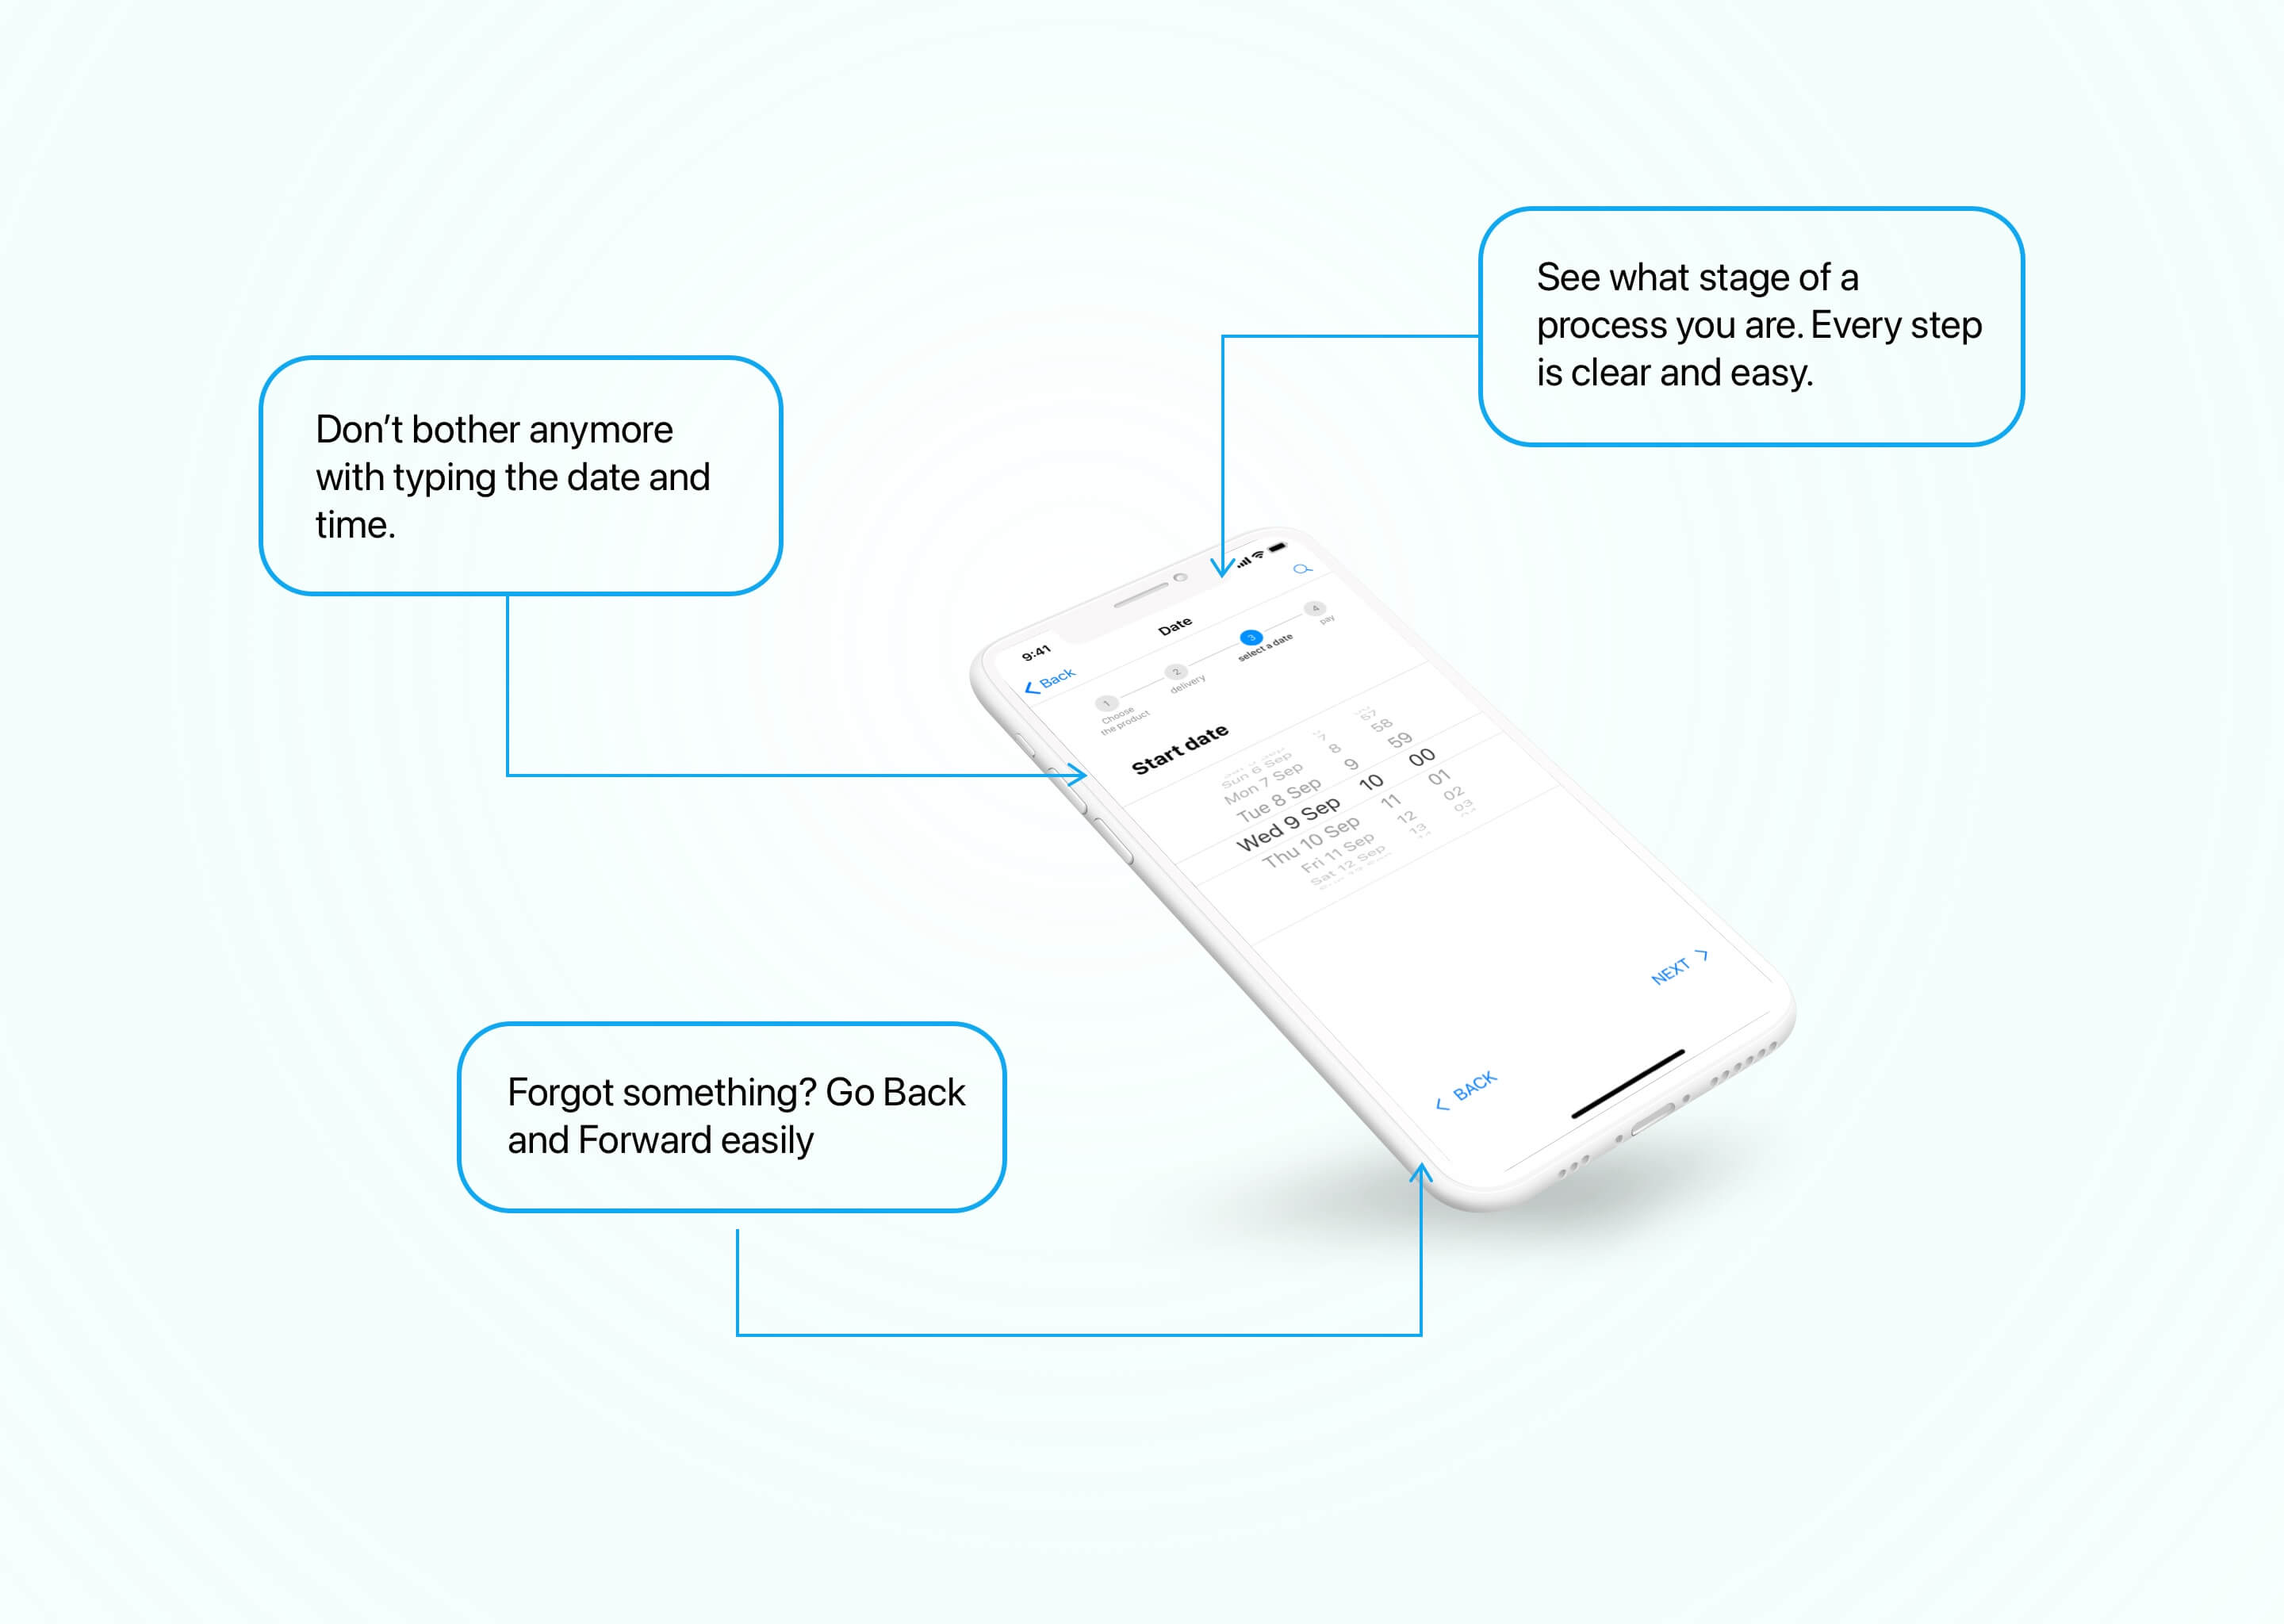 See what stage of a
process you are. Every step
is clear and easy.
Don’t bother anymore
with typing the date and
time.
9:41
Date
Back
1
2
3
4
Choose
the product
delivery
select a date
pay
Start date
57
Sun 6 Sep
7
58
Mon 7 Sep
8
59
Tue 8 Sep
9
00
Wed 9 Sep
10
01
Thu 10 Sep
11
02
Fri 11 Sep
12
03
Sat 12 Sep
13
NEXT
BACK
Forgot something? Go Back
and Forward easily